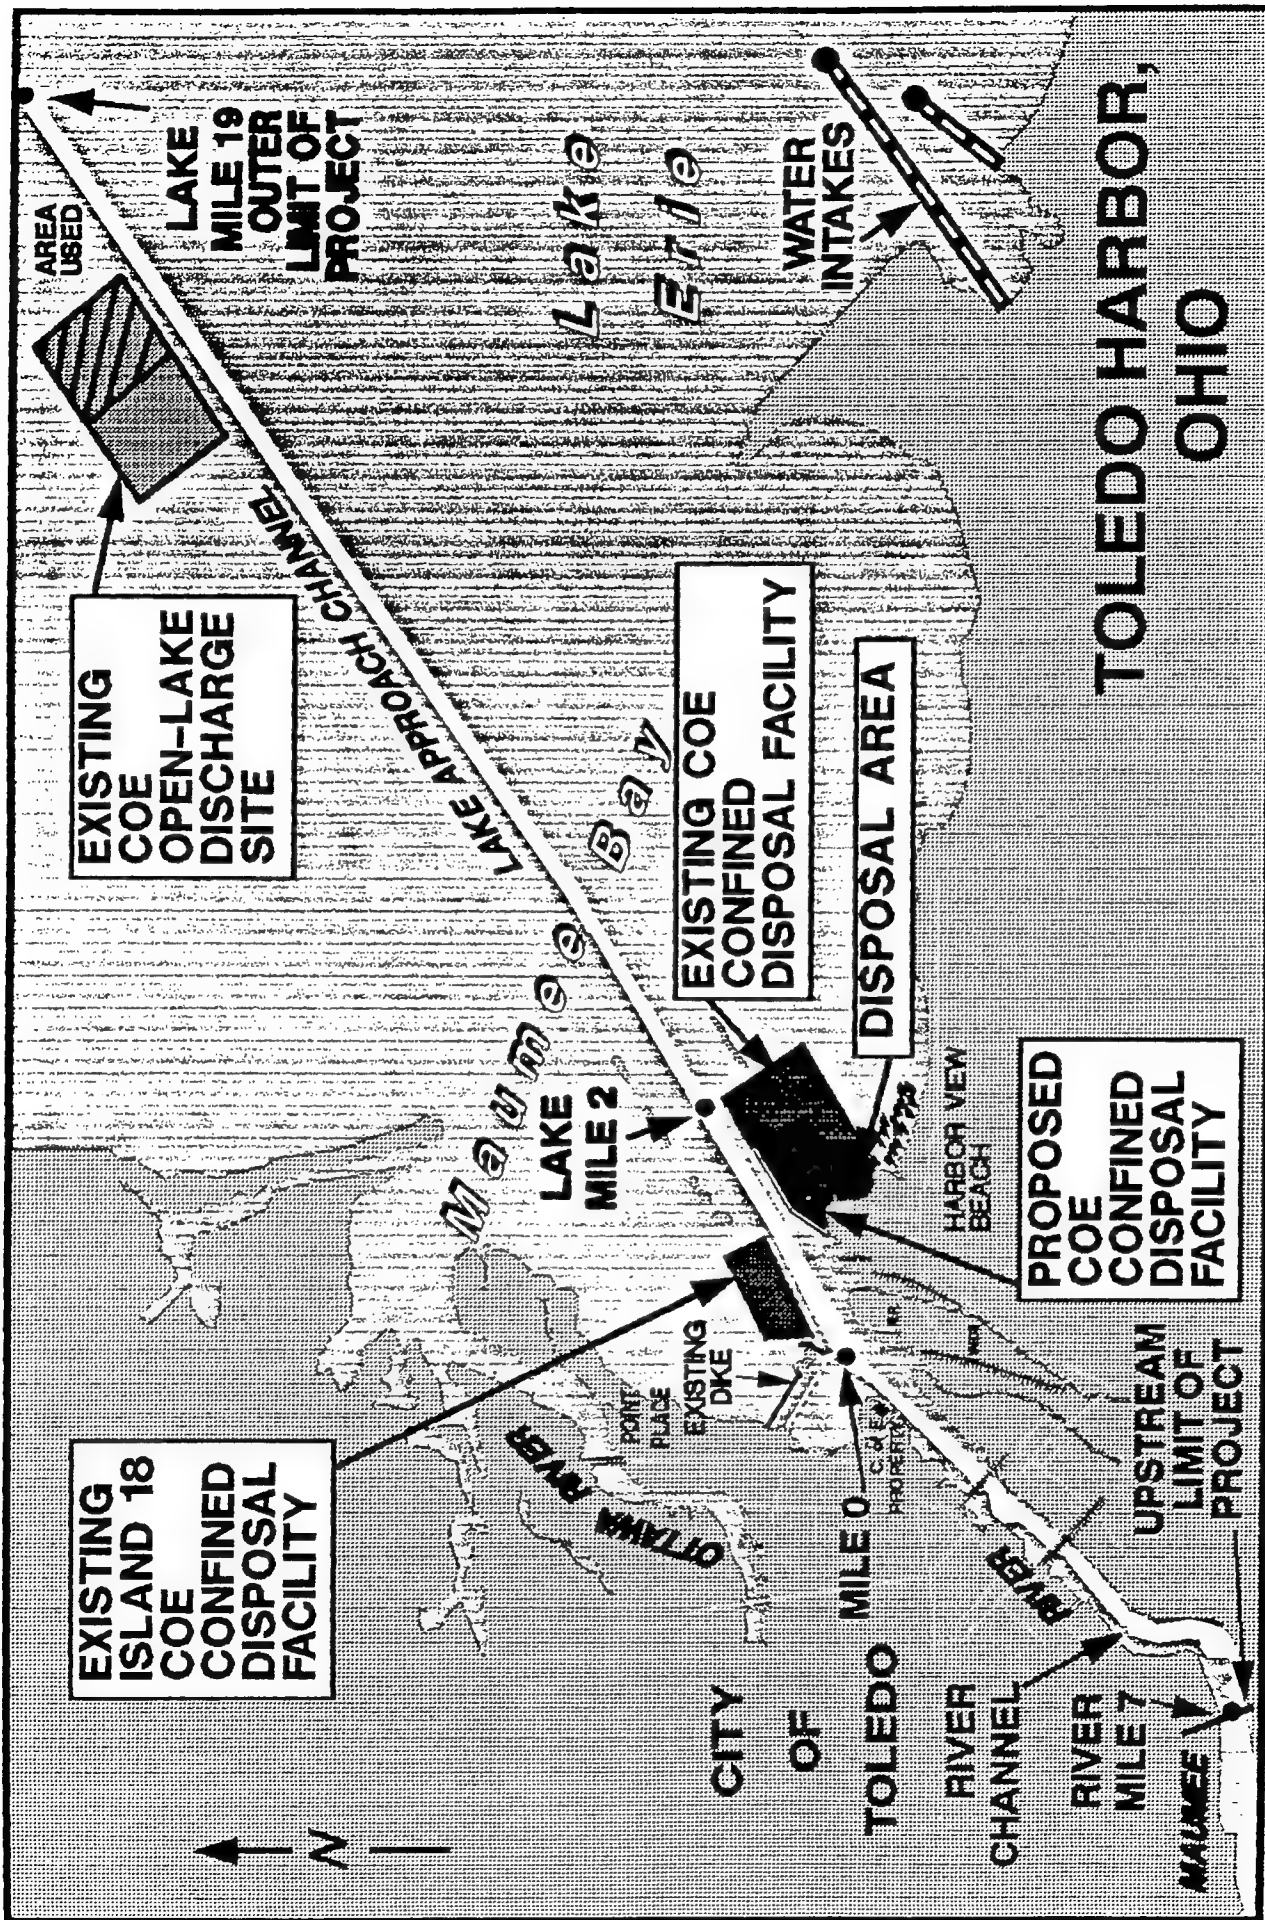 EXISTING
ISLAND 18
COE
CONFINED
DISPOSAL
FACILITY
EXISTING
COE
OPEN-LAKE
DISCHARGE
SITE
AREA
USED
LAKE
MILE 19
OUTER
LIMIT OF
PROJECT
LAKE APPROACH CHANNEL
Lake
Erie
Maumee Bay
WATER
INTAKES
LAKE
MILE 2
EXISTING COE
CONFINED
DISPOSAL FACILITY
DISPOSAL AREA
HARBOR VIEW
BEACH
PROPOSED
COE
CONFINED
DISPOSAL
FACILITY
OTTAWA RIVER
POINT
PLACE
EXISTING
DIKE
MILE 0
C. of E.
PROPERTY
R.R.
CITY
OF
TOLEDO
RIVER
CHANNEL
RIVER
MILE 7
MAUMEE
RIVER
UPSTREAM
LIMIT OF
PROJECT
N
TOLEDO HARBOR,
OHIO